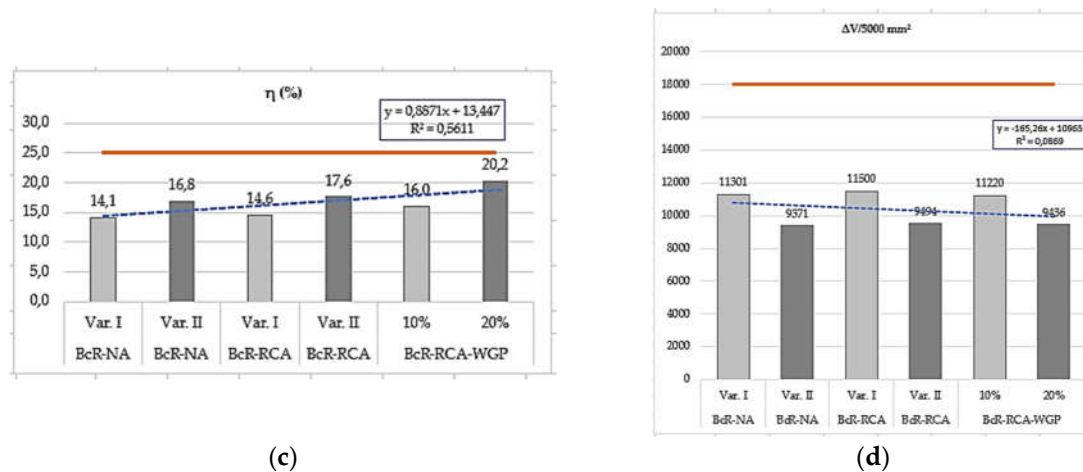 η (%)
y = 0,8871x + 13,447
R² = 0,5611
30,0
25,0
20,0
15,0
10,0
5,0
0,0
14,1
16,8
14,6
17,6
16,0
20,2
Var. I Var. II Var. I Var. II 10% 20%
BcR-NA BcR-NA BcR-RCA BcR-RCA BcR-RCA-WGP
(c)
ΔV/5000 mm²
20000
18000
16000
14000
12000
10000
8000
6000
4000
2000
0
y = -165,26x + 10965
R² = 0,0869
11301
9371
11500
9494
11220
9436
Var. I Var. II Var. I Var. II 10% 20%
BcR-NA BcR-NA BcR-RCA BcR-RCA BcR-RCA-WGP
(d)